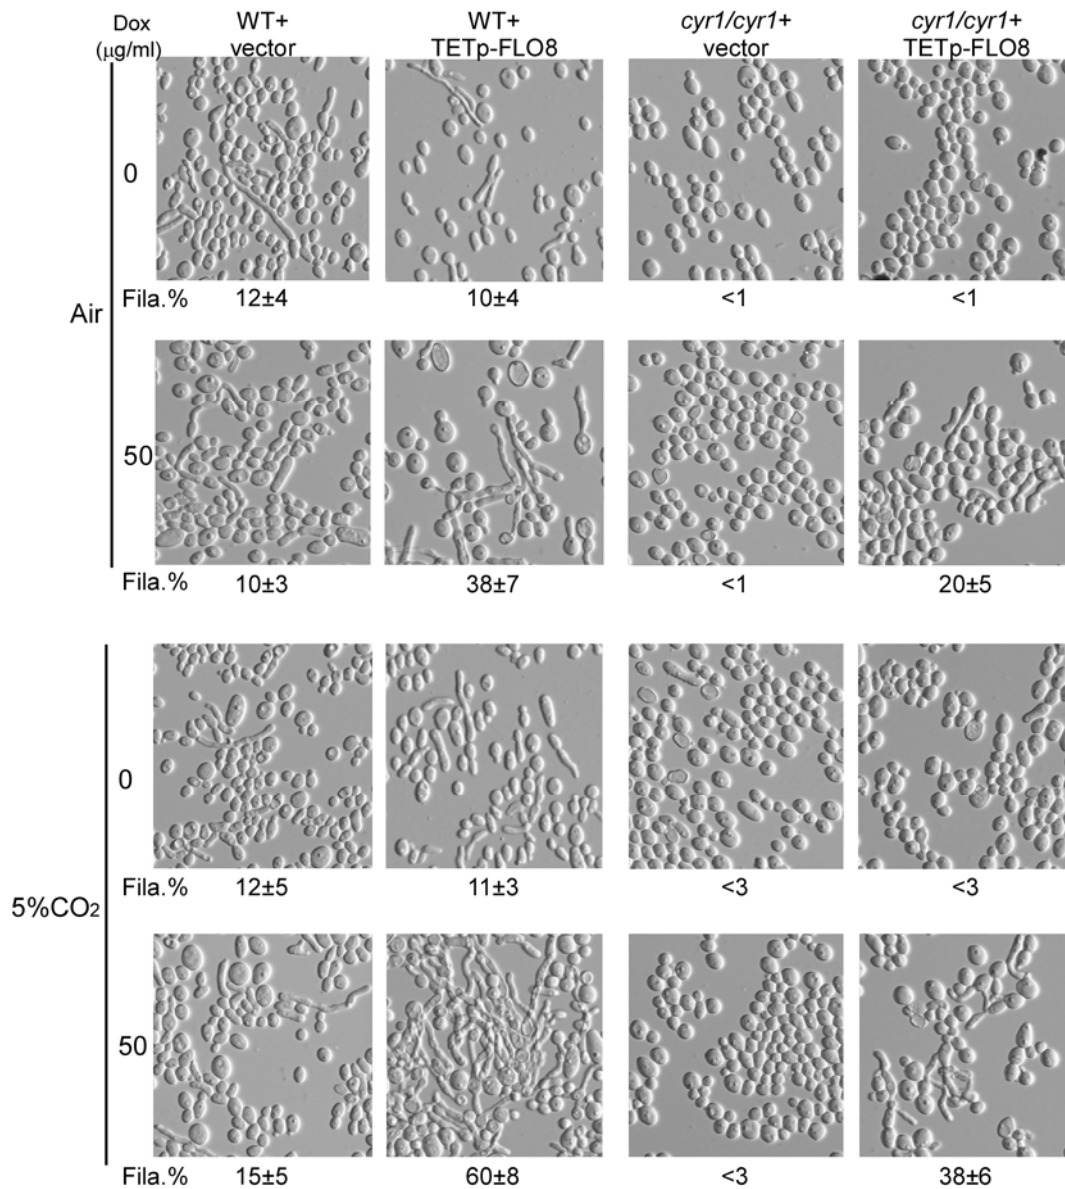 Dox
(µg/ml)
WT+
vector
WT+
TETp-FLO8
cyr1/cyr1+
vector
cyr1/cyr1+
TETp-FLO8
Air
0
Fila.% 12±4 10±4 <1 <1
50
Fila.% 10±3 38±7 <1 20±5
5%CO₂
0
Fila.% 12±5 11±3 <3 <3
50
Fila.% 15±5 60±8 <3 38±6